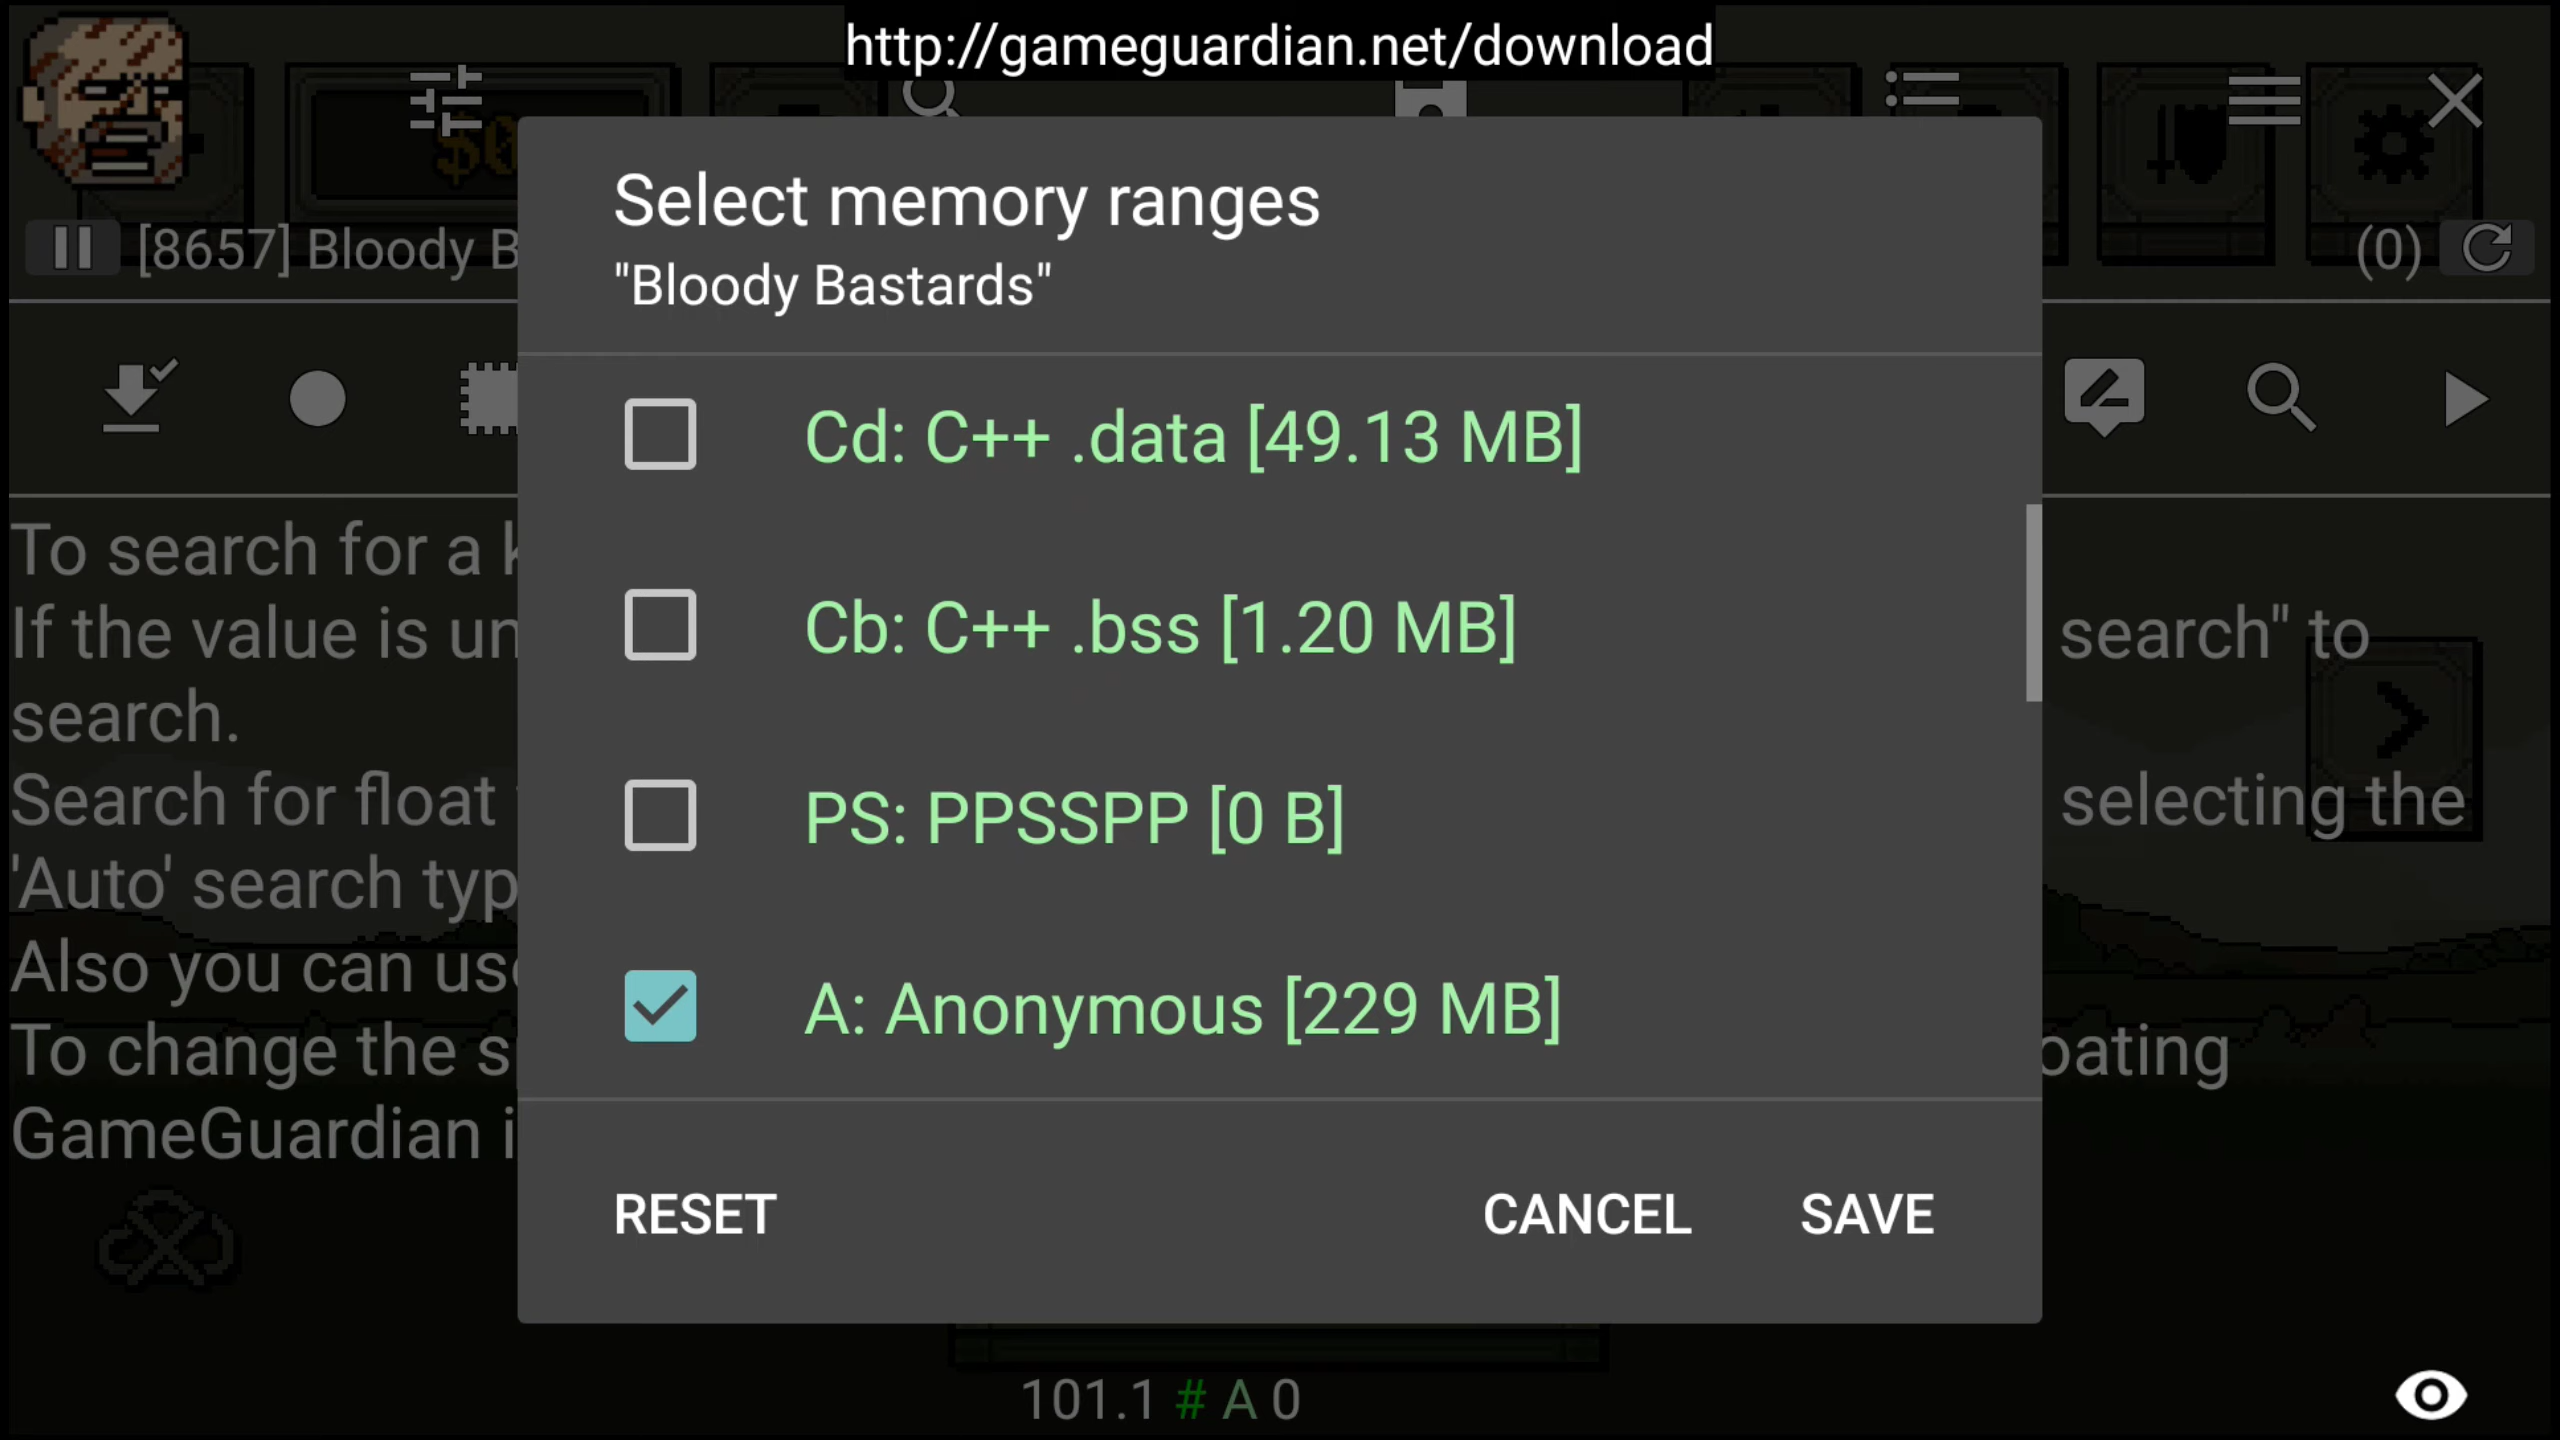 http://gameguardian.net/download
$0
[8657] Bloody B
(0)
Select memory ranges
"Bloody Bastards"
Cd: C++ .data [49.13 MB]
Cb: C++ .bss [1.20 MB]
PS: PPSSPP [0 B]
A: Anonymous [229 MB]
RESET
CANCEL
SAVE
To search for a k
If the value is un
search" to
search.
Search for float
selecting the
'Auto' search typ
Also you can us
To change the s
oating
GameGuardian i
101.1 # A 0